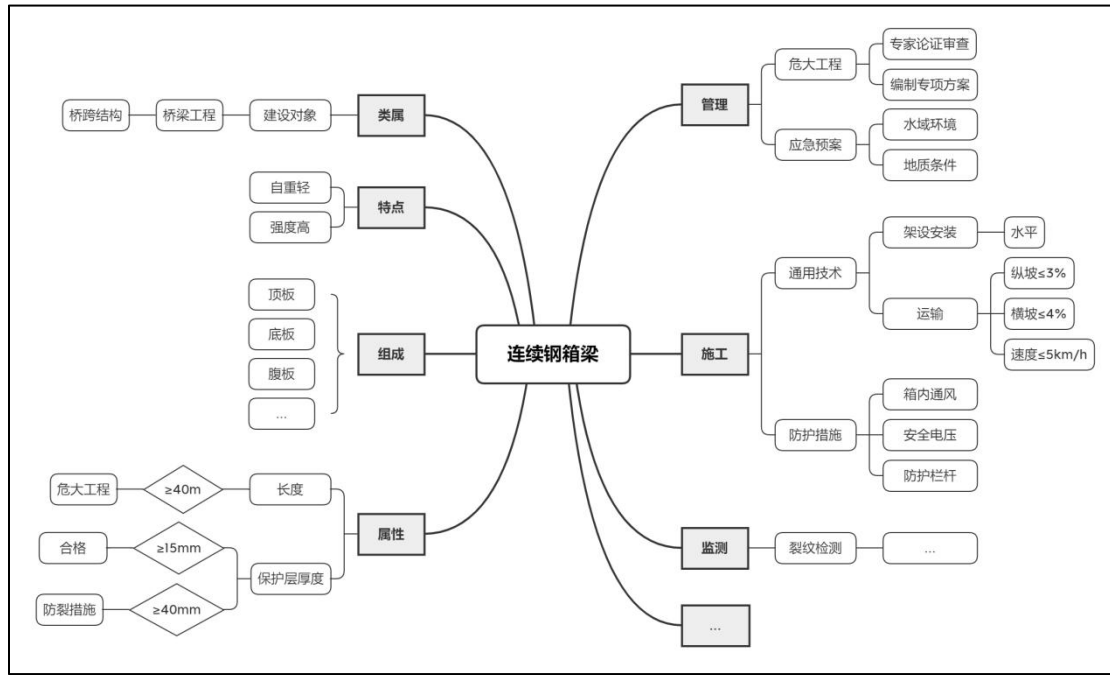 连续钢箱梁
类属
建设对象
桥梁工程
桥跨结构
特点
自重轻
强度高
组成
顶板
底板
腹板
...
属性
长度
≥40m
危大工程
保护层厚度
≥15mm
合格
≥40mm
防裂措施
管理
危大工程
专家论证审查
编制专项方案
应急预案
水域环境
地质条件
施工
通用技术
架设安装
水平
运输
纵坡≤3%
横坡≤4%
速度≤5km/h
防护措施
箱内通风
安全电压
防护栏杆
监测
裂纹检测
...
...